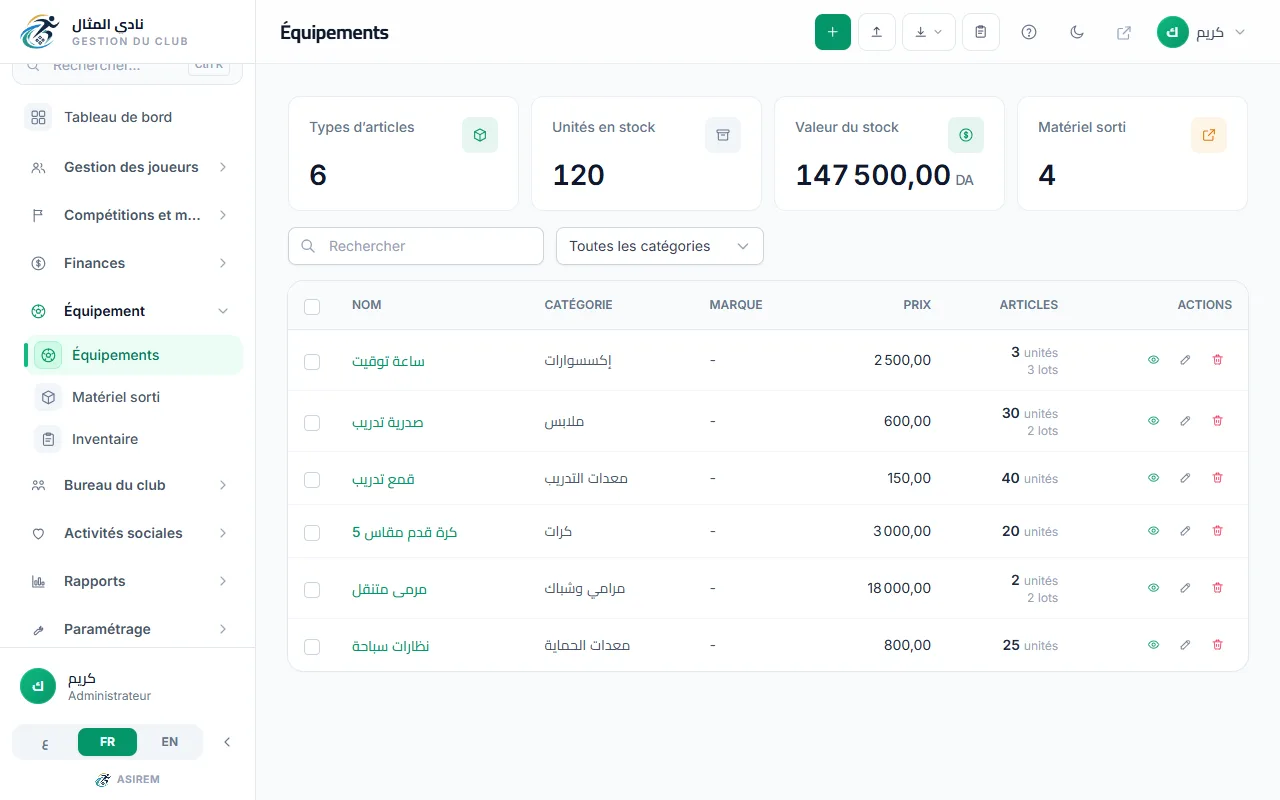 نادي المثال
GESTION DU CLUB
Rechercher...
Ctrl K
Tableau de bord
Gestion des joueurs
Compétitions et m...
Finances
Équipement
Équipements
Matériel sorti
Inventaire
Bureau du club
Activités sociales
Rapports
Paramétrage
ك
كريم
Administrateur
ع FR EN
ASIREM
Équipements
ك كريم
Types d'articles
6
Unités en stock
120
Valeur du stock
147 500,00 DA
Matériel sorti
4
Rechercher
Toutes les catégories
NOM CATÉGORIE MARQUE PRIX ARTICLES ACTIONS
ساعة توقيت إكسسوارات - 2 500,00 3 unités
3 lots
صدرية تدريب ملابس - 600,00 30 unités
2 lots
قمع تدريب معدات التدريب - 150,00 40 unités
كرة قدم مقاس 5 كرات - 3 000,00 20 unités
مرمى متنقل مرامي وشباك - 18 000,00 2 unités
2 lots
نظارات سباحة معدات الحماية - 800,00 25 unités